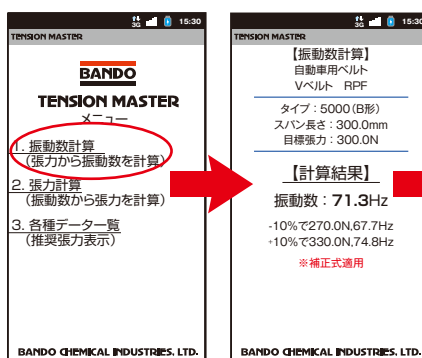 3G 15:30
TENSION MASTER
BANDO
TENSION MASTER
メニュー
1. 振動数計算
(張力から振動数を計算)
2. 張力計算
(振動数から張力を計算)
3. 各種データ一覧
(推奨張力表示)
BANDO CHEMICAL INDUSTRIES. LTD.
3G 15:30
TENSION MASTER
【振動数計算】
自動車用ベルト
Vベルト RPF
タイプ：5000(B形)
スパン長さ：300.0mm
目標張力：300.0N
【計算結果】
振動数：71.3Hz
-10%で270.0N,67.7Hz
+10%で330.0N,74.8Hz
※補正式適用
BANDO CHEMICAL INDUSTRIES. LTD.